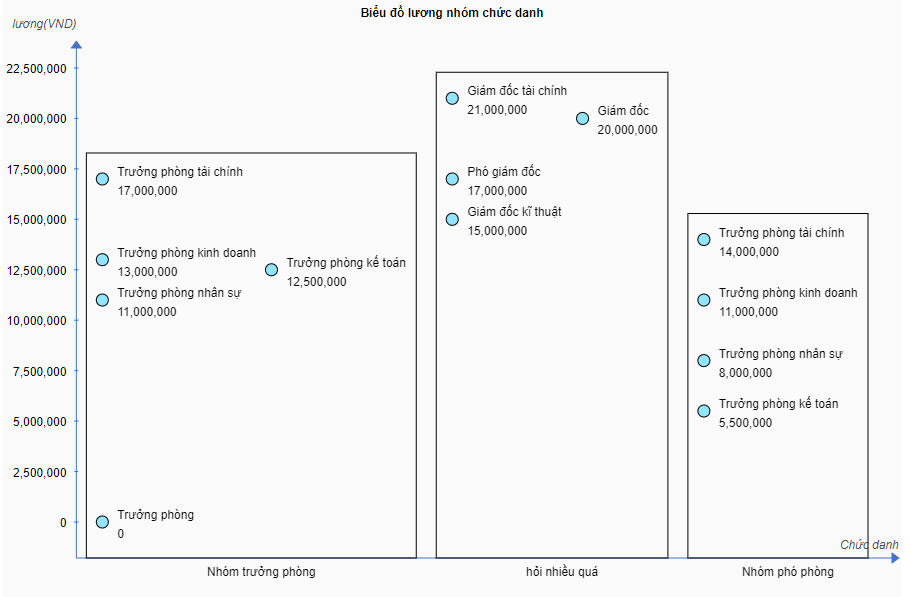 Biểu đồ lương nhóm chức danh
lương(VND)
22,500,000
20,000,000
17,500,000
15,000,000
12,500,000
10,000,000
7,500,000
5,000,000
2,500,000
0
Trưởng phòng tài chính
17,000,000
Trưởng phòng kinh doanh
13,000,000
Trưởng phòng kế toán
12,500,000
Trưởng phòng nhân sự
11,000,000
Trưởng phòng
0
Giám đốc tài chính
21,000,000
Giám đốc
20,000,000
Phó giám đốc
17,000,000
Giám đốc kĩ thuật
15,000,000
Trưởng phòng tài chính
14,000,000
Trưởng phòng kinh doanh
11,000,000
Trưởng phòng nhân sự
8,000,000
Trưởng phòng kế toán
5,500,000
Chức danh
Nhóm trưởng phòng
hỏi nhiều quá
Nhóm phó phòng